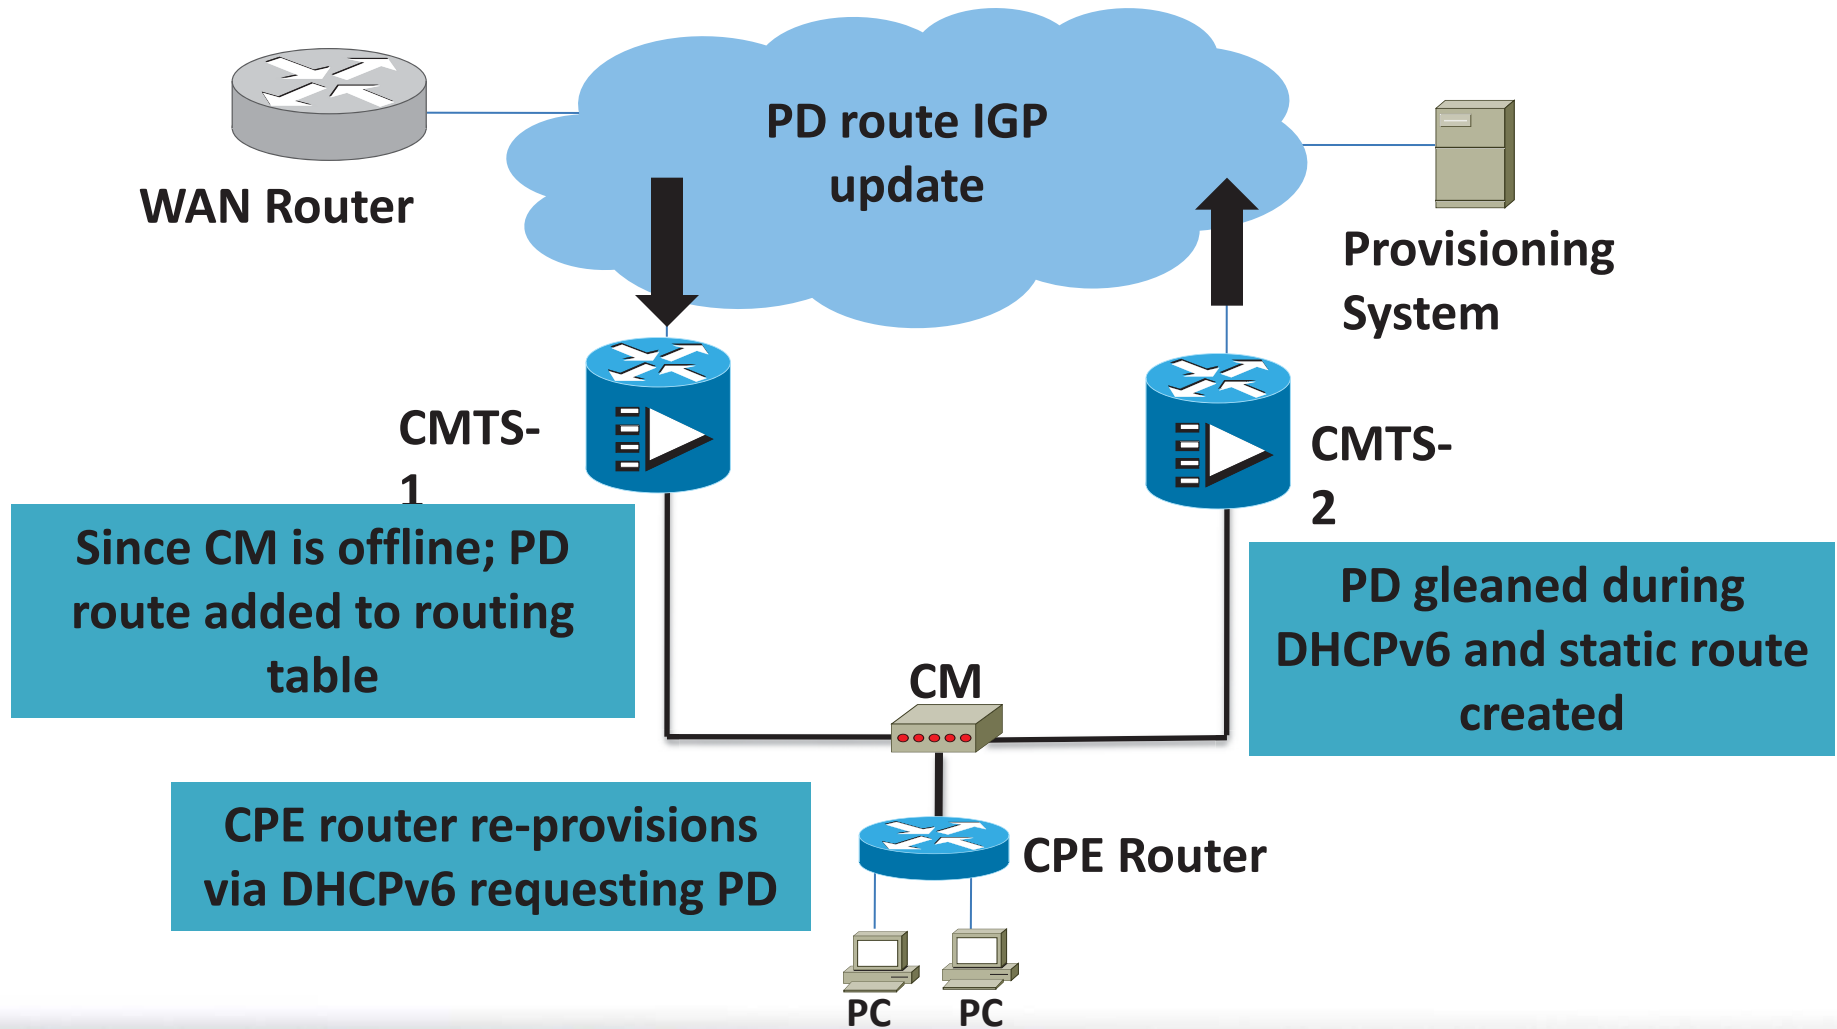 PD route IGP
update
WAN Router
Provisioning
System
CMTS-
1
CMTS-
2
Since CM is offline; PD
route added to routing
table
PD gleaned during
DHCPv6 and static route
created
CM
CPE router re-provisions
via DHCPv6 requesting PD
CPE Router
PC
PC